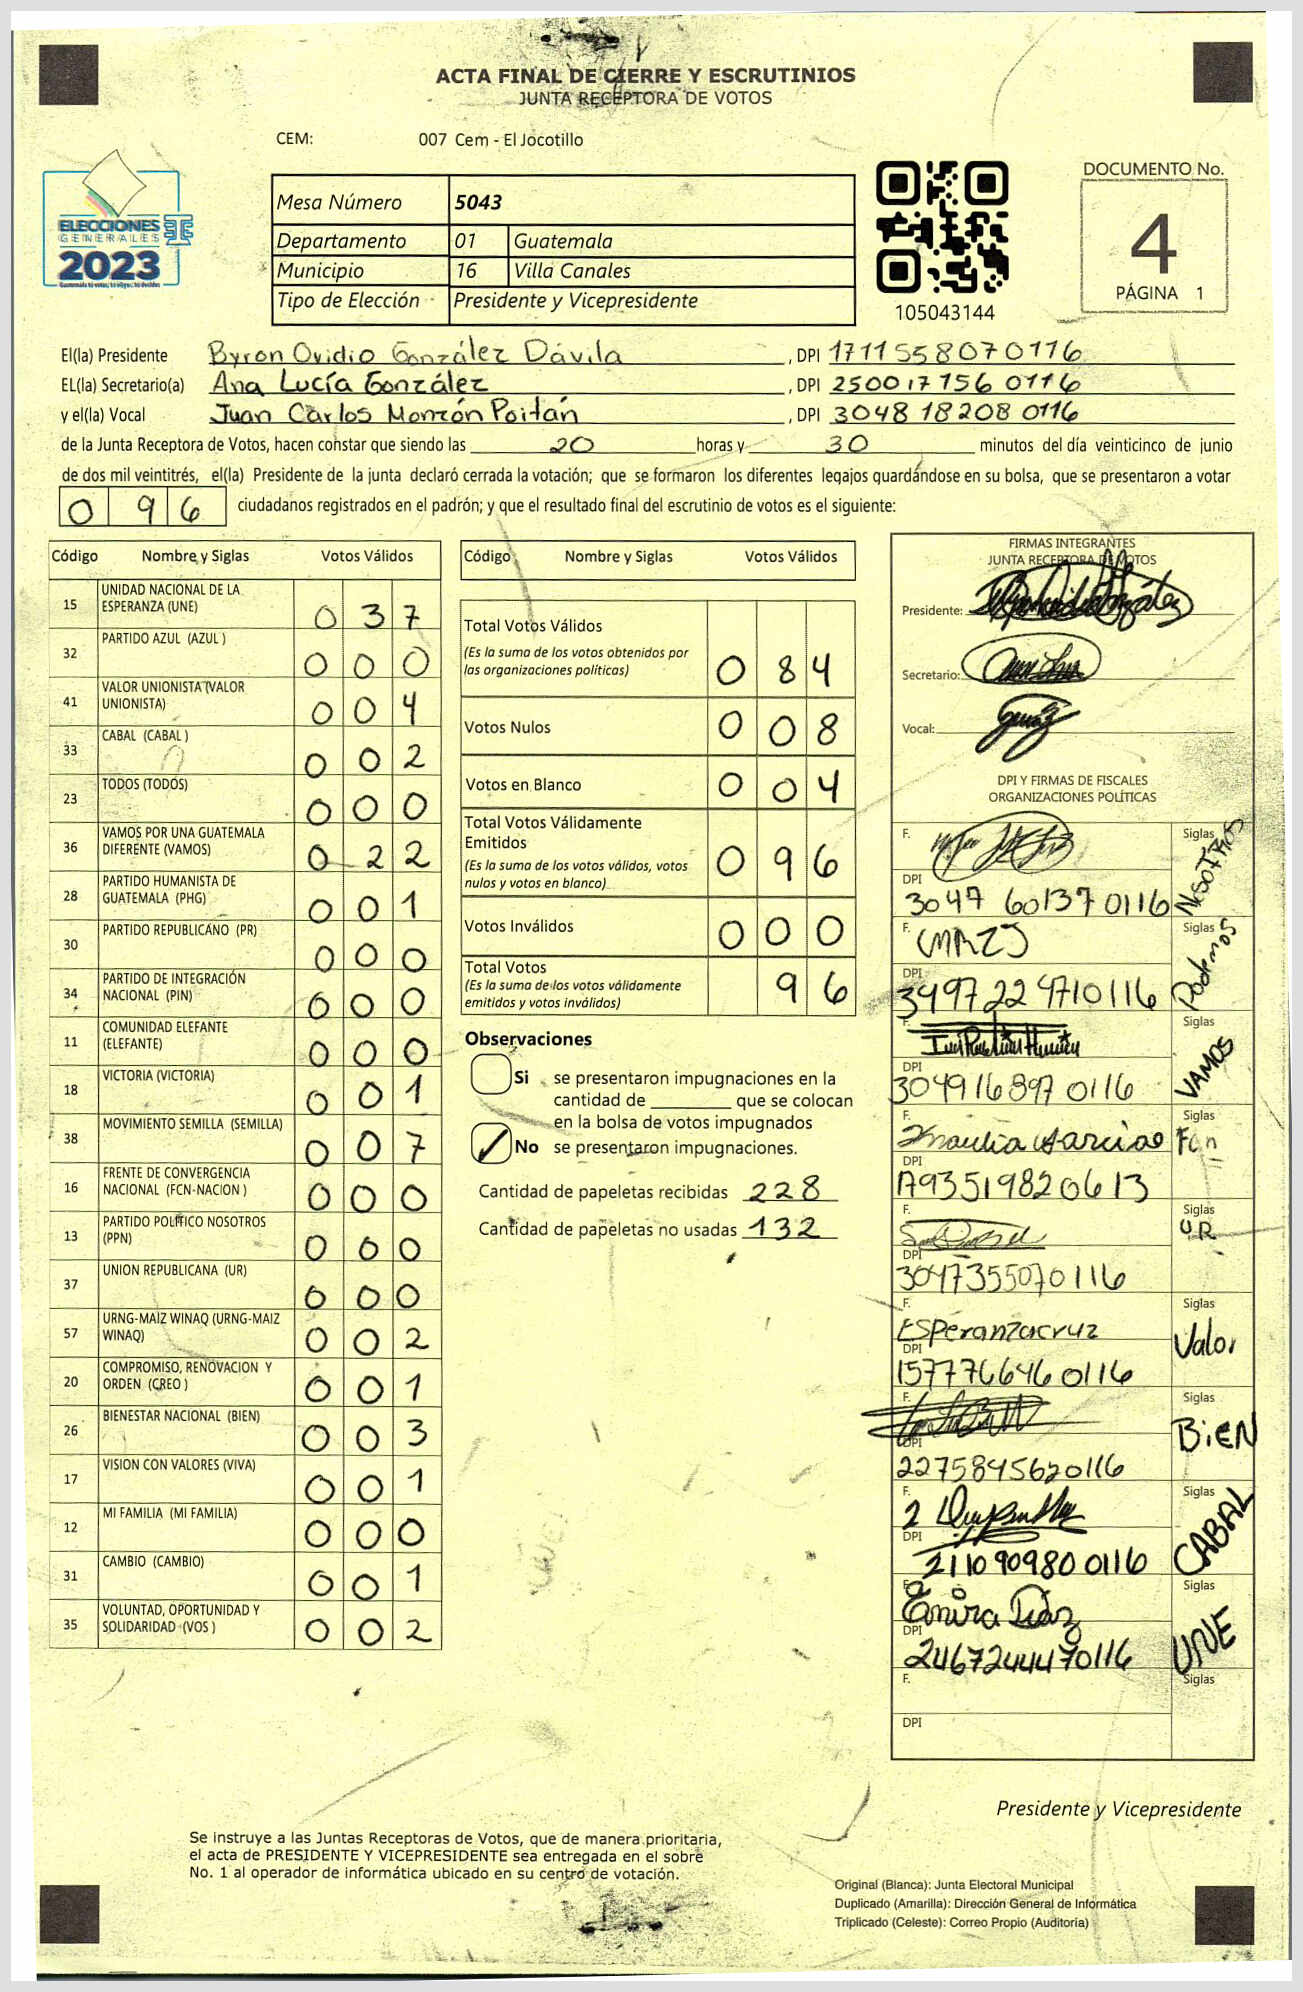 ACTA FINAL DE CIERRE Y ESCRUTINIOS
JUNTA RECEPTORA DE VOTOS
CEM: 007 Cem - El Jocotillo
ELECCIONES
GENERALES
2023
Mesa Número 5043
Departamento 01 Guatemala
Municipio 16 Villa Canales
Tipo de Elección Presidente y Vicepresidente
105043144
DOCUMENTO No.
4
PÁGINA 1
El(la) Presidente Byron Ovidio González Dávila , DPI 1711558070116
EL(la) Secretario(a) Ana Lucía González , DPI 2500177560116
y el(la) Vocal Juan Carlos Monzón Poitán , DPI 3048182080116
de la Junta Receptora de Votos, hacen constar que siendo las 20 horas y 30 minutos del día veinticinco de junio
de dos mil veintitrés, el(la) Presidente de la junta declaró cerrada la votación; que se formaron los diferentes legajos guardándose en su bolsa, que se presentaron a votar
0 9 6 ciudadanos registrados en el padrón; y que el resultado final del escrutinio de votos es el siguiente:
Código Nombre y Siglas Votos Válidos
15 UNIDAD NACIONAL DE LA ESPERANZA (UNE) 0 3 7
32 PARTIDO AZUL (AZUL ) 0 0 0
41 VALOR UNIONISTA (VALOR UNIONISTA) 0 0 4
33 CABAL (CABAL ) 0 0 2
23 TODOS (TODOS) 0 0 0
36 VAMOS POR UNA GUATEMALA DIFERENTE (VAMOS) 0 2 2
28 PARTIDO HUMANISTA DE GUATEMALA (PHG) 0 0 1
30 PARTIDO REPUBLICANO (PR) 0 0 0
34 PARTIDO DE INTEGRACIÓN NACIONAL (PIN) 0 0 0
11 COMUNIDAD ELEFANTE (ELEFANTE) 0 0 0
18 VICTORIA (VICTORIA) 0 0 1
38 MOVIMIENTO SEMILLA (SEMILLA) 0 0 7
16 FRENTE DE CONVERGENCIA NACIONAL (FCN-NACION ) 0 0 0
13 PARTIDO POLÍTICO NOSOTROS (PPN) 0 0 0
37 UNION REPUBLICANA (UR) 0 0 0
57 URNG-MAIZ WINAQ (URNG-MAIZ WINAQ) 0 0 2
20 COMPROMISO, RENOVACION Y ORDEN (CREO ) 0 0 1
26 BIENESTAR NACIONAL (BIEN) 0 0 3
17 VISION CON VALORES (VIVA) 0 0 1
12 MI FAMILIA (MI FAMILIA) 0 0 0
31 CAMBIO (CAMBIO) 0 0 1
35 VOLUNTAD, OPORTUNIDAD Y SOLIDARIDAD (VOS ) 0 0 2
Código Nombre y Siglas Votos Válidos
Total Votos Válidos
(Es la suma de los votos obtenidos por
las organizaciones políticas) 0 8 4
Votos Nulos 0 0 8
Votos en Blanco 0 0 4
Total Votos Válidamente
Emitidos
(Es la suma de los votos válidos, votos
nulos y votos en blanco) 0 9 6
Votos Inválidos 0 0 0
Total Votos
(Es la suma de los votos válidamente
emitidos y votos inválidos) 9 6
Observaciones
Si se presentaron impugnaciones en la
cantidad de ________ que se colocan
en la bolsa de votos impugnados
No se presentaron impugnaciones.
Cantidad de papeletas recibidas 228
Cantidad de papeletas no usadas 132
FIRMAS INTEGRANTES
JUNTA RECEPTORA DE VOTOS
Presidente:
Secretario:
Vocal:
DPI Y FIRMAS DE FISCALES
ORGANIZACIONES POLÍTICAS
F. Siglas NOSOTROS
DPI 3047 60137 0116
F. Siglas Podemos
DPI 3497224710116
F. Siglas VAMOS
DPI 3049168970116
F. Siglas Fcn
DPI 1793519820613
F. Siglas UR
DPI 3047355070116
F. Esperanza cruz Siglas Valor
DPI 1577766460116
F. Siglas BiEN
DPI 2275845620116
F. Siglas CABAL
DPI 2110909800116
F. Siglas UNE
DPI 2467244470116
F. Siglas
DPI
Presidente y Vicepresidente
Se instruye a las Juntas Receptoras de Votos, que de manera prioritaria,
el acta de PRESIDENTE Y VICEPRESIDENTE sea entregada en el sobre
No. 1 al operador de informática ubicado en su centro de votación.
Original (Blanca): Junta Electoral Municipal
Duplicado (Amarilla): Dirección General de Informática
Triplicado (Celeste): Correo Propio (Auditoría)